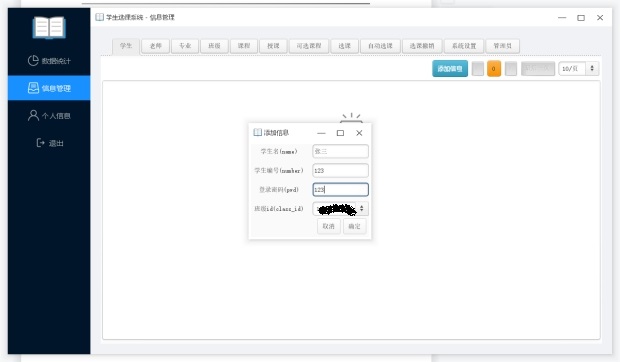 学生选课系统 - 信息管理
数据统计
信息管理
个人信息
退出
学生 老师 专业 班级 课程 授课 可选课程 选课 自动选课 选课撤销 系统设置 管理员
添加信息 0 10/页
添加信息
学生名(name) 张三
学生编号(number) 123
登录密码(pwd) 123
班级id(class_id)
取消 确定